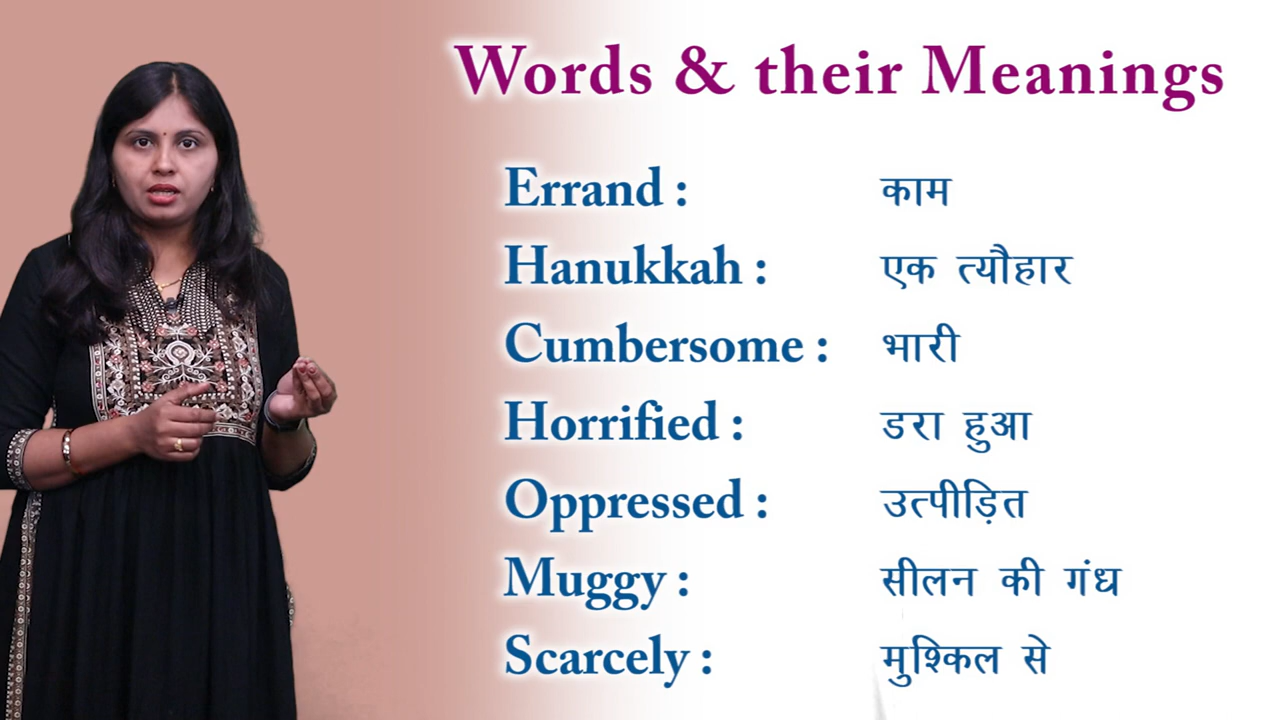 Words & their Meanings
Errand : काम
Hanukkah : एक त्यौहार
Cumbersome : भारी
Horrified : डरा हुआ
Oppressed : उत्पीड़ित
Muggy : सीलन की गंध
Scarcely : मुश्किल से